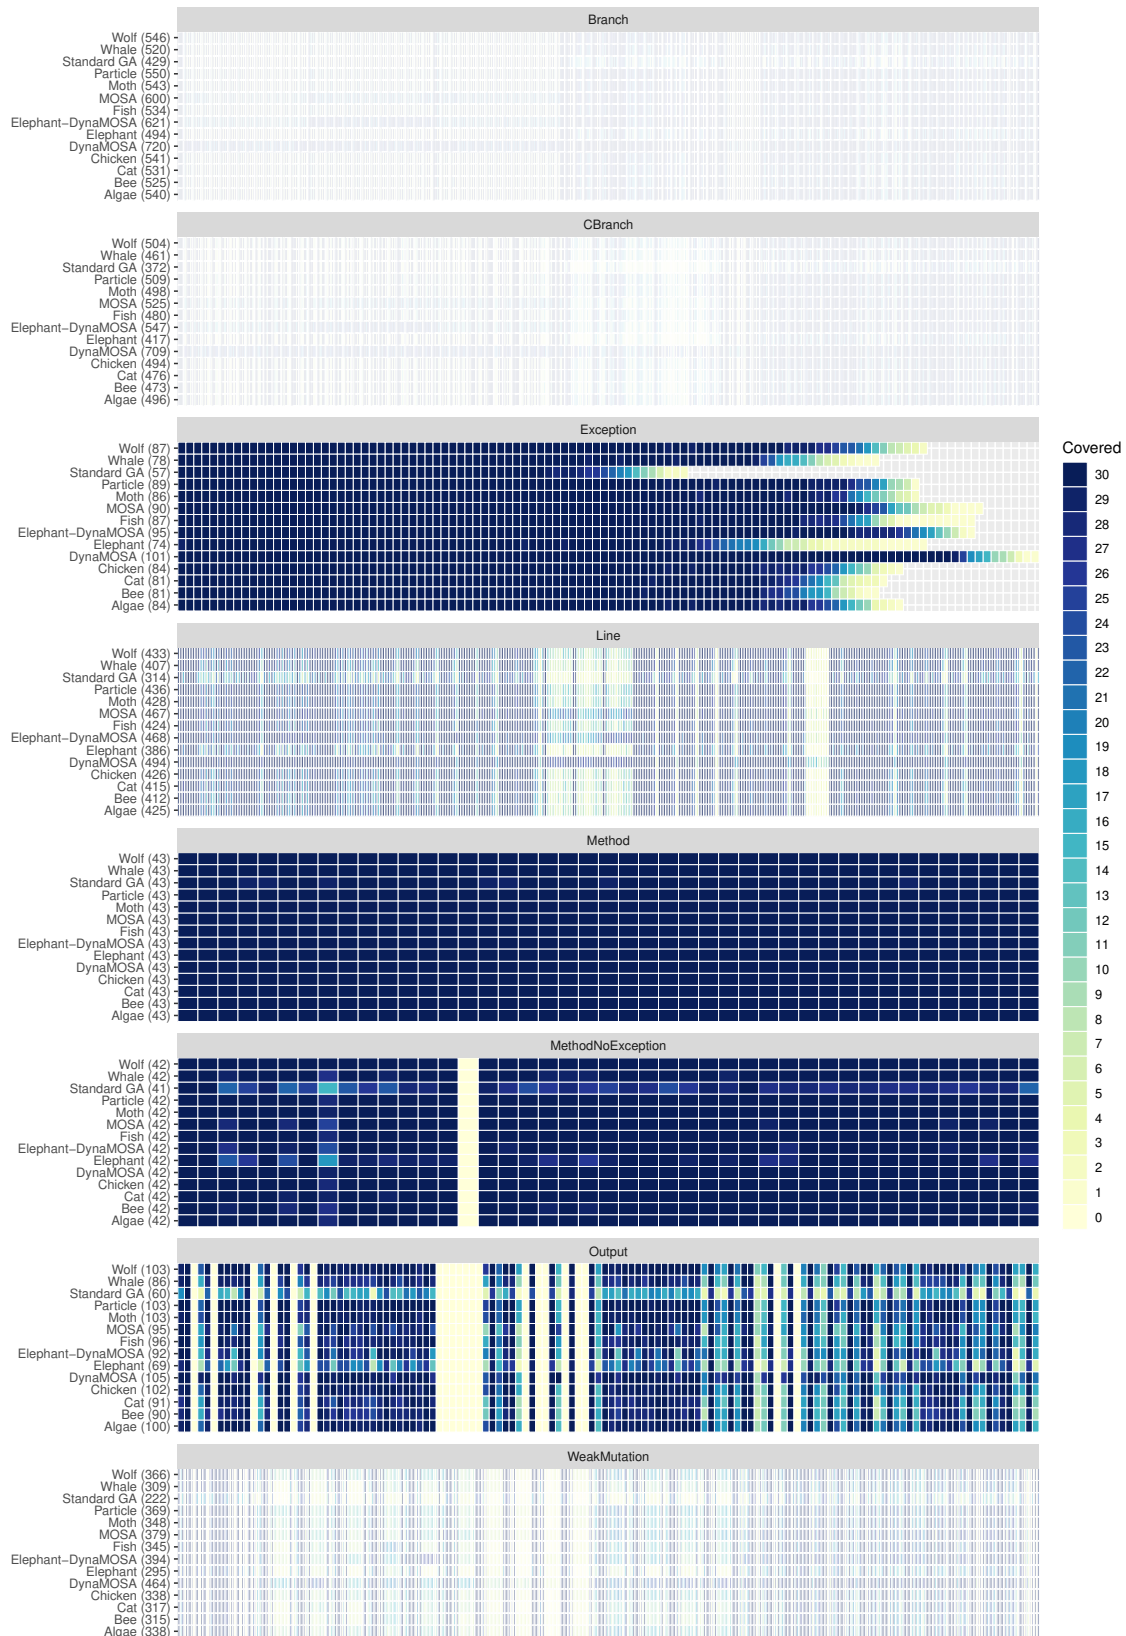 Branch
Wolf (546)
Whale (520)
Standard GA (429)
Particle (550)
Moth (543)
MOSA (600)
Fish (534)
Elephant−DynaMOSA (621)
Elephant (494)
DynaMOSA (720)
Chicken (541)
Cat (531)
Bee (525)
Algae (540)
CBranch
Wolf (504)
Whale (461)
Standard GA (372)
Particle (509)
Moth (498)
MOSA (525)
Fish (480)
Elephant−DynaMOSA (547)
Elephant (417)
DynaMOSA (709)
Chicken (494)
Cat (476)
Bee (473)
Algae (496)
Exception
Wolf (87)
Whale (78)
Standard GA (57)
Particle (89)
Moth (86)
MOSA (90)
Fish (87)
Elephant−DynaMOSA (95)
Elephant (74)
DynaMOSA (101)
Chicken (84)
Cat (81)
Bee (81)
Algae (84)
Line
Wolf (433)
Whale (407)
Standard GA (314)
Particle (436)
Moth (428)
MOSA (467)
Fish (424)
Elephant−DynaMOSA (468)
Elephant (386)
DynaMOSA (494)
Chicken (426)
Cat (415)
Bee (412)
Algae (425)
Method
Wolf (43)
Whale (43)
Standard GA (43)
Particle (43)
Moth (43)
MOSA (43)
Fish (43)
Elephant−DynaMOSA (43)
Elephant (43)
DynaMOSA (43)
Chicken (43)
Cat (43)
Bee (43)
Algae (43)
MethodNoException
Wolf (42)
Whale (42)
Standard GA (41)
Particle (42)
Moth (42)
MOSA (42)
Fish (42)
Elephant−DynaMOSA (42)
Elephant (42)
DynaMOSA (42)
Chicken (42)
Cat (42)
Bee (42)
Algae (42)
Output
Wolf (103)
Whale (86)
Standard GA (60)
Particle (103)
Moth (103)
MOSA (95)
Fish (96)
Elephant−DynaMOSA (92)
Elephant (69)
DynaMOSA (105)
Chicken (102)
Cat (91)
Bee (90)
Algae (100)
WeakMutation
Wolf (366)
Whale (309)
Standard GA (222)
Particle (369)
Moth (348)
MOSA (379)
Fish (345)
Elephant−DynaMOSA (394)
Elephant (295)
DynaMOSA (464)
Chicken (338)
Cat (317)
Bee (315)
Algae (338)
Covered
30
29
28
27
26
25
24
23
22
21
20
19
18
17
16
15
14
13
12
11
10
9
8
7
6
5
4
3
2
1
0